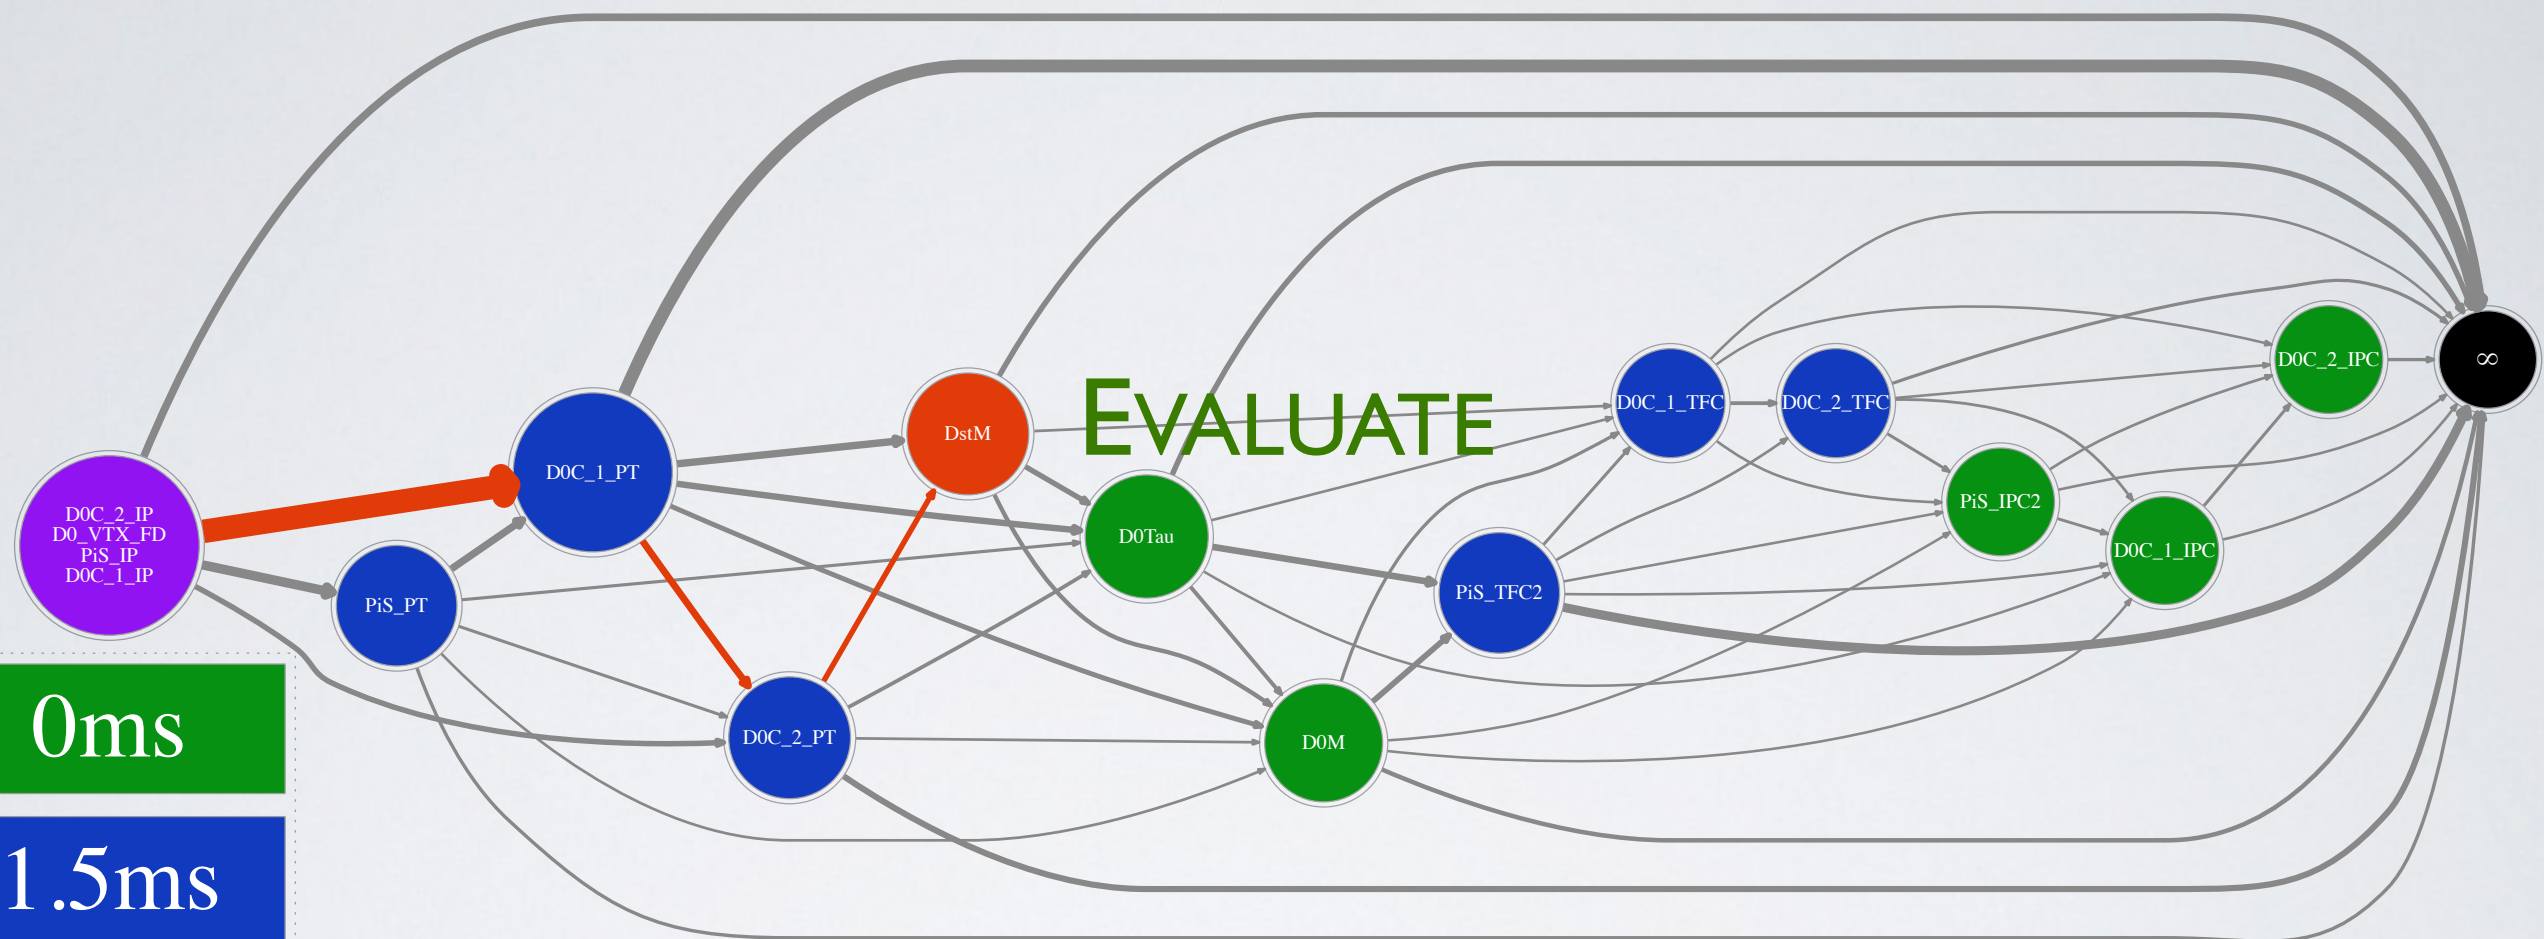 D0C_2_IP
D0_VTX_FD
PiS_IP
D0C_1_IP
PiS_PT
D0C_1_PT
D0C_2_PT
DstM
EVALUATE
D0Tau
D0M
PiS_TFC2
D0C_1_TFC
D0C_2_TFC
PiS_IPC2
D0C_1_IPC
D0C_2_IPC
∞
0ms
1.5ms